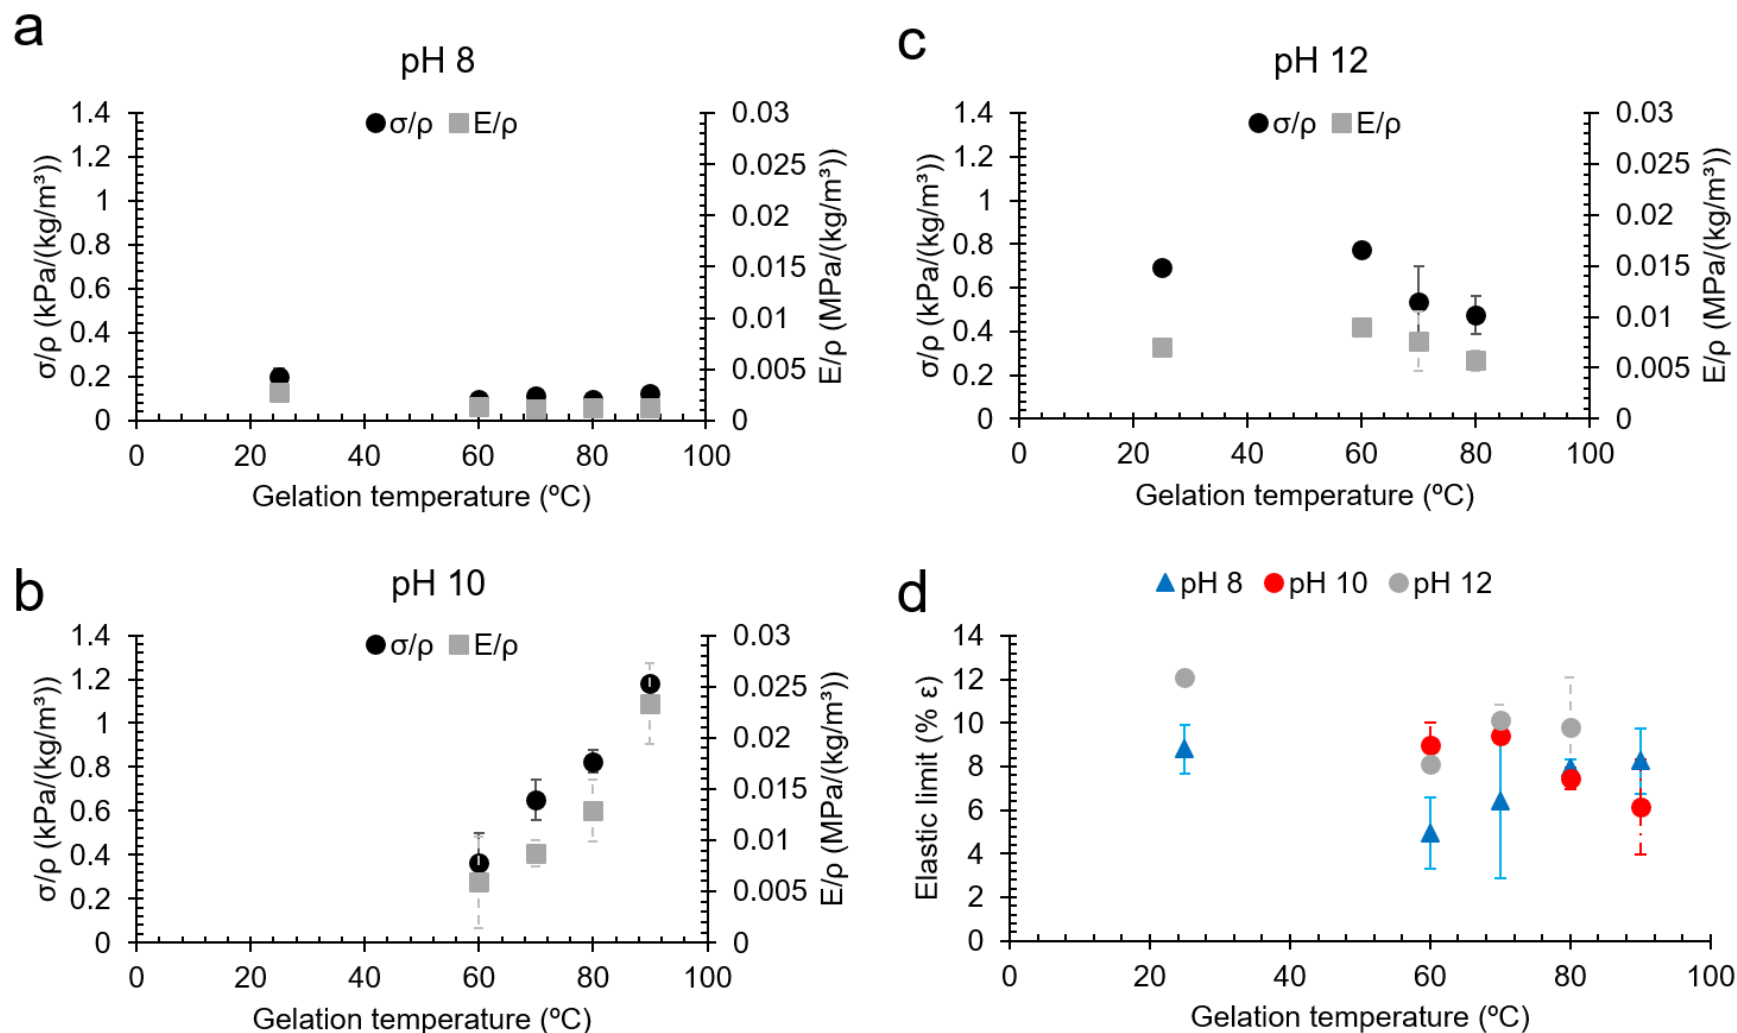 a
pH 8
σ/ρ E/ρ
1.4
1.2
1
0.8
0.6
0.4
0.2
0
σ/ρ (kPa/(kg/m³))
0.03
0.025
0.02
0.015
0.01
0.005
0
E/ρ (MPa/(kg/m³))
0 20 40 60 80 100
Gelation temperature (ºC)
c
pH 12
σ/ρ E/ρ
1.4
1.2
1
0.8
0.6
0.4
0.2
0
σ/ρ (kPa/(kg/m³))
0.03
0.025
0.02
0.015
0.01
0.005
0
E/ρ (MPa/(kg/m³))
0 20 40 60 80 100
Gelation temperature (ºC)
b
pH 10
σ/ρ E/ρ
1.4
1.2
1
0.8
0.6
0.4
0.2
0
σ/ρ (kPa/(kg/m³))
0.03
0.025
0.02
0.015
0.01
0.005
0
E/ρ (MPa/(kg/m³))
0 20 40 60 80 100
Gelation temperature (ºC)
d
pH 8 pH 10 pH 12
14
12
10
8
6
4
2
0
Elastic limit (% ε)
0 20 40 60 80 100
Gelation temperature (ºC)